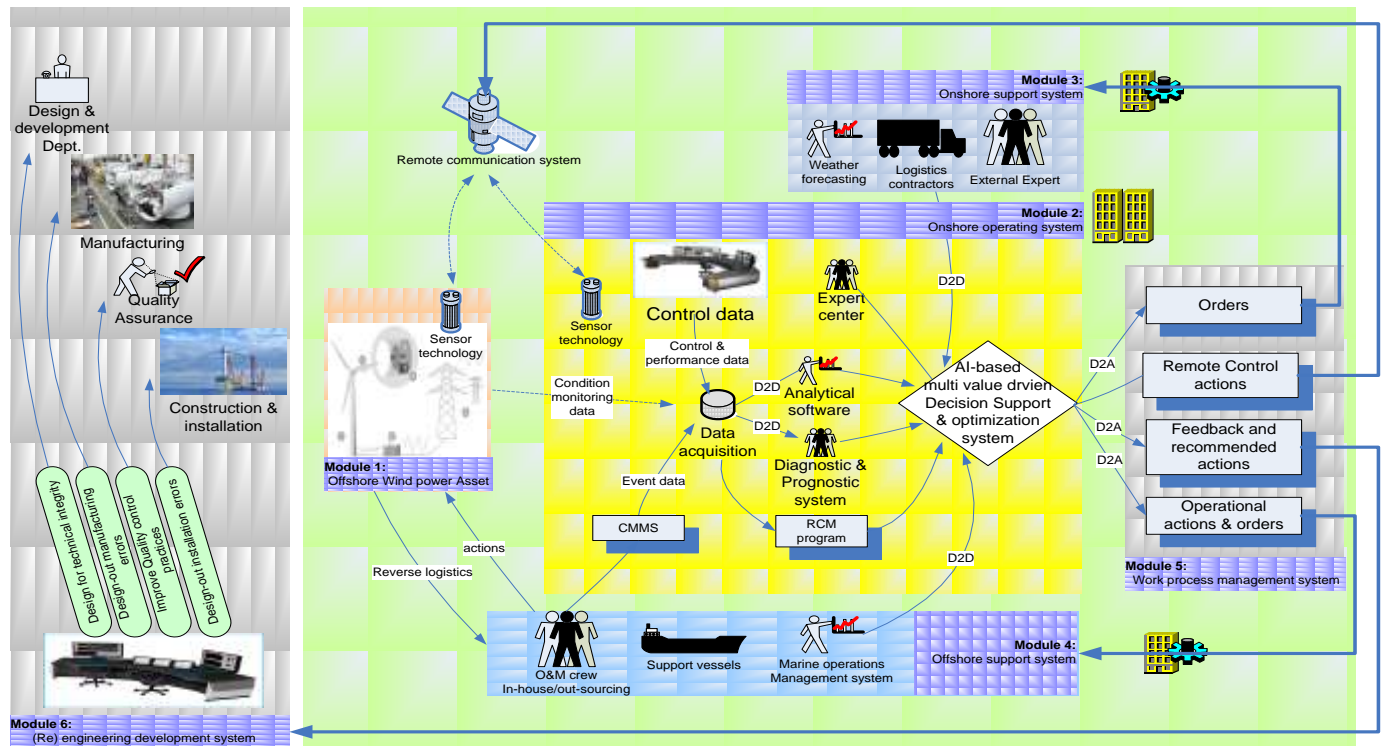 Design &
development
Dept.
Manufacturing
Quality
Assurance
Construction &
installation
Design for technical integrity
Design-out manufacturing
errors
Improve Quality control
practices
Design-out installation errors
Module 6:
(Re) engineering development system
Remote communication system
Module 3:
Onshore support system
Weather
forecasting
Logistics
contractors
External Expert
Module 2:
Onshore operating system
Sensor
technology
Sensor
technology
Module 1:
Offshore Wind power Asset
Control data
Control &
performance data
Condition
monitoring
data
Data
acquisition
Event data
CMMS
Expert
center
D2D
D2D
Analytical
software
D2D
Diagnostic &
Prognostic
system
RCM
program
D2D
AI-based
multi value drvien
Decision Support
& optimization
system
D2A
D2A
D2A
Orders
Remote Control
actions
Feedback and
recommended
actions
Operational
actions & orders
Module 5:
Work process management system
actions
Reverse logistics
O&M crew
In-house/out-sourcing
Support vessels
Marine operations
Management system
Module 4:
Offshore support system